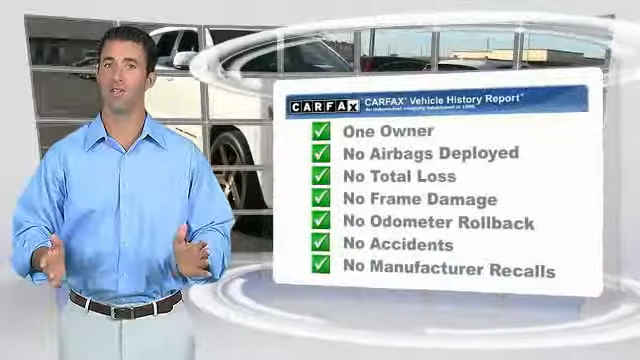 CARFAX
CARFAX Vehicle History Report
One Owner
No Airbags Deployed
No Total Loss
No Frame Damage
No Odometer Rollback
No Accidents
No Manufacturer Recalls